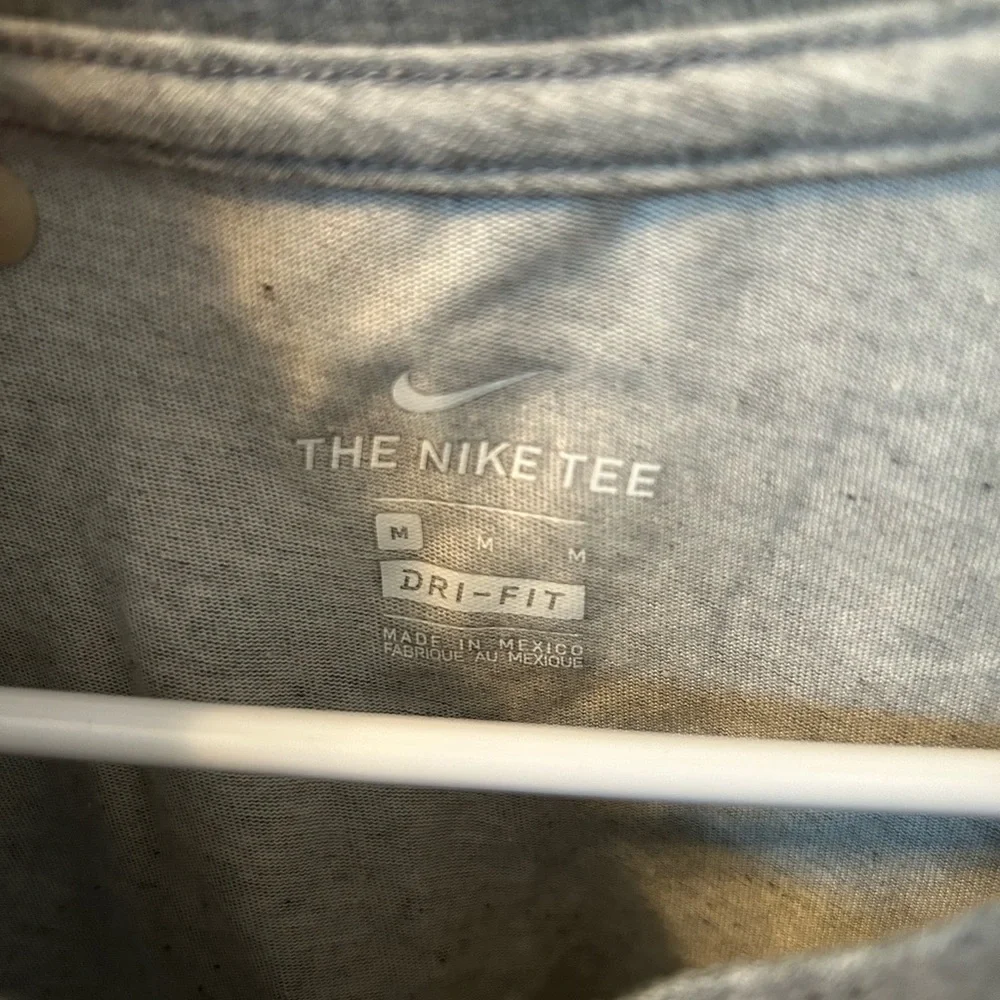 THE NIKE TEE
M M M
DRI-FIT
MADE IN MEXICO
FABRIQUE AU MEXIQUE